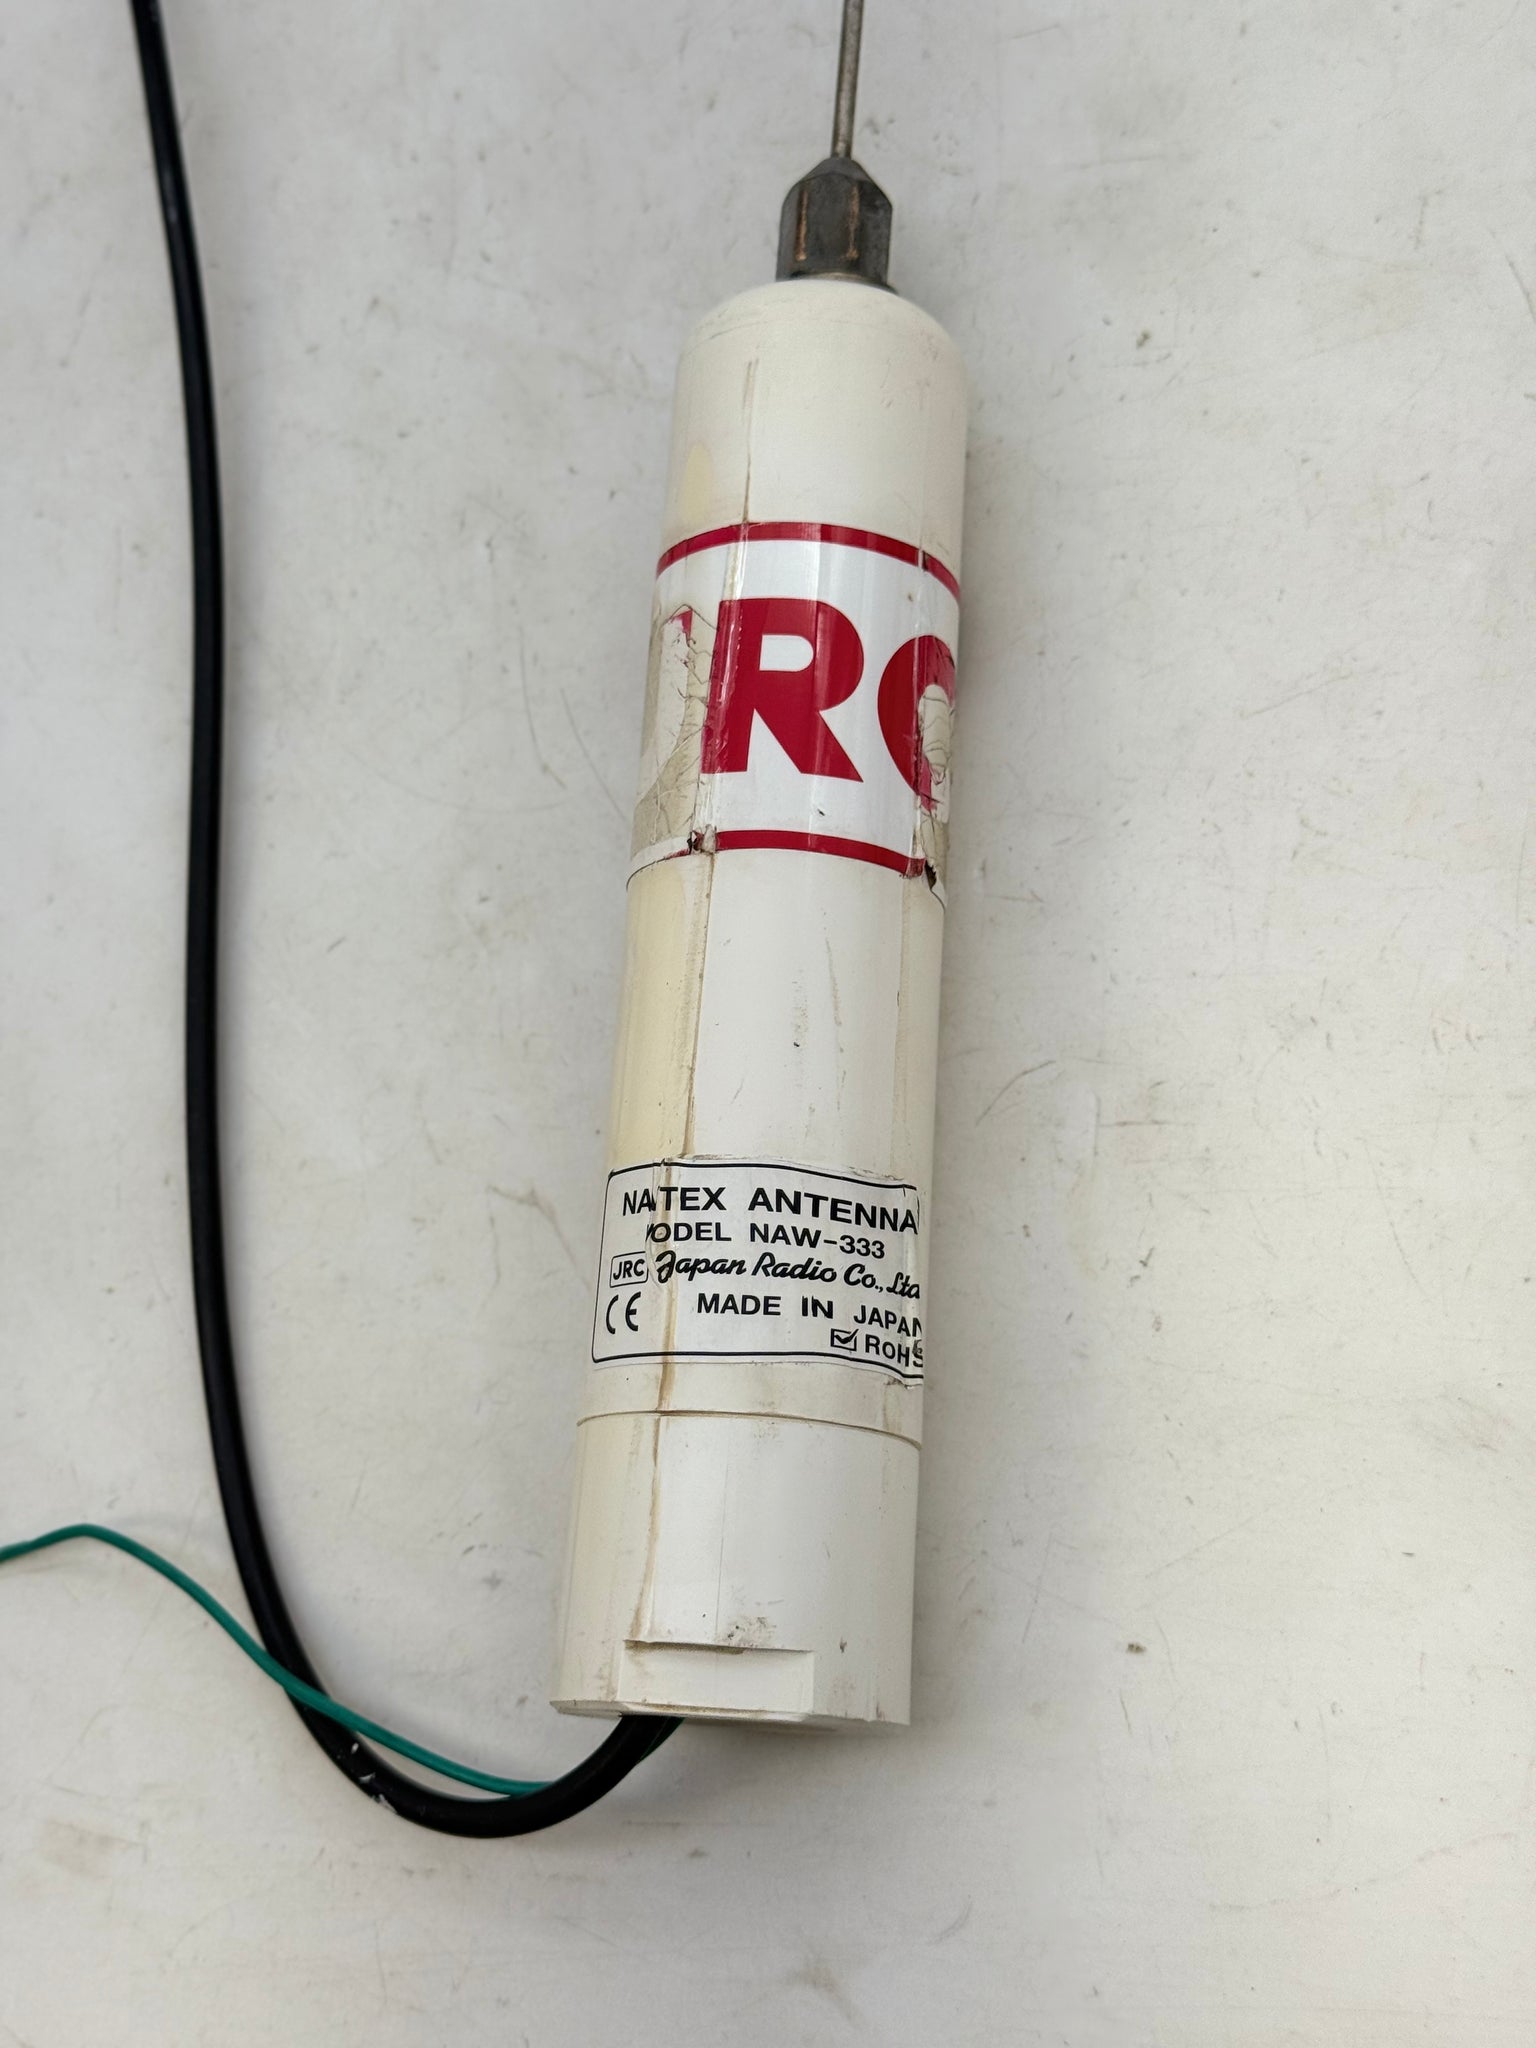 RC
NAVTEX ANTENNA
MODEL NAW-333
JRC Japan Radio Co., Ltd
CE MADE IN JAPAN
RoHS